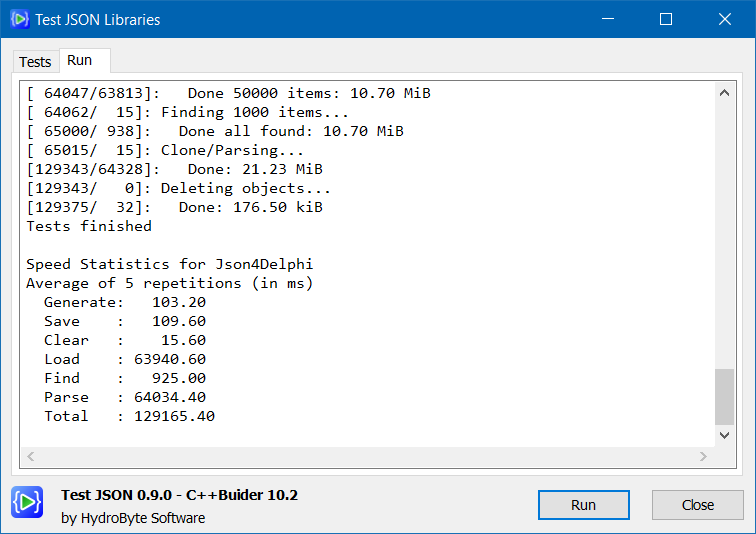 Test JSON Libraries
Tests Run
[ 64047/63813]:   Done 50000 items: 10.70 MiB
[ 64062/  15]: Finding 1000 items...
[ 65000/ 938]:   Done all found: 10.70 MiB
[ 65015/  15]: Clone/Parsing...
[129343/64328]:   Done: 21.23 MiB
[129343/   0]: Deleting objects...
[129375/  32]:   Done: 176.50 kiB
Tests finished
Speed Statistics for Json4Delphi
Average of 5 repetitions (in ms)
  Generate:   103.20
  Save    :   109.60
  Clear   :    15.60
  Load    : 63940.60
  Find    :   925.00
  Parse   : 64034.40
  Total   : 129165.40
Test JSON 0.9.0 - C++Buider 10.2
by HydroByte Software
Run
Close